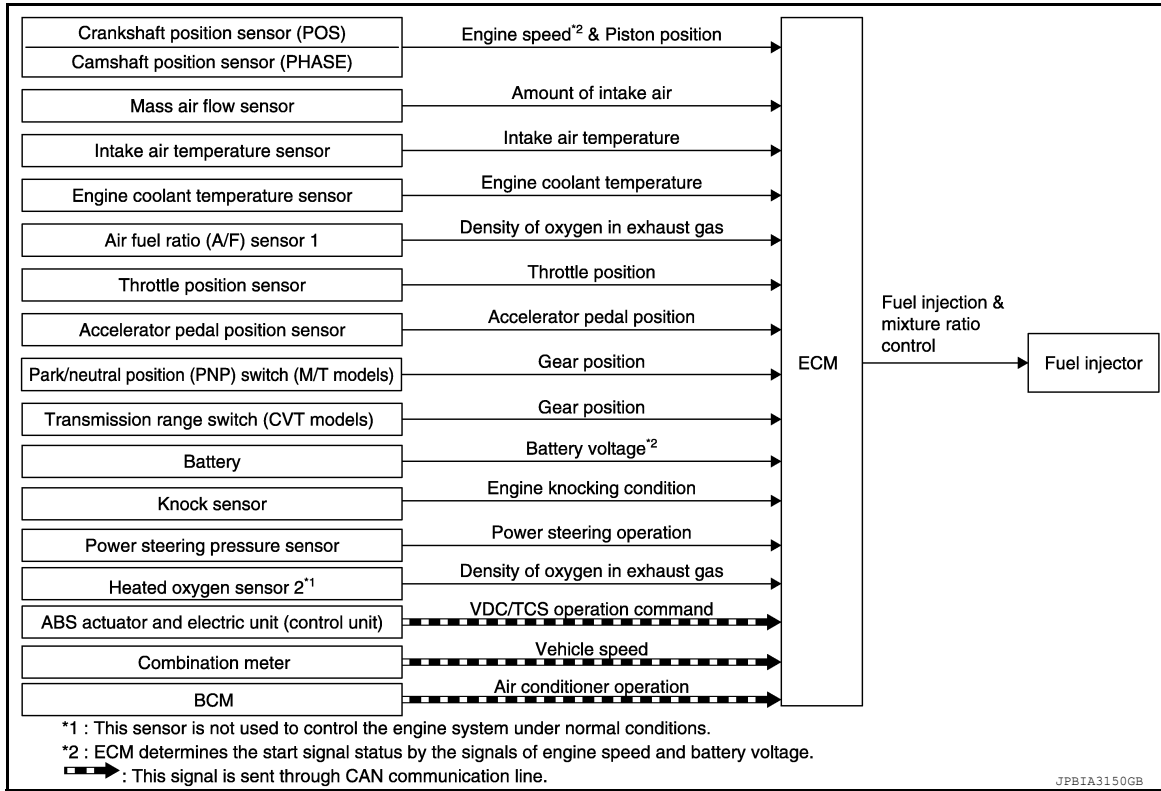 Crankshaft position sensor (POS)
Camshaft position sensor (PHASE)
Engine speed*2 & Piston position
Mass air flow sensor
Amount of intake air
Intake air temperature sensor
Intake air temperature
Engine coolant temperature sensor
Engine coolant temperature
Air fuel ratio (A/F) sensor 1
Density of oxygen in exhaust gas
Throttle position sensor
Throttle position
Accelerator pedal position sensor
Accelerator pedal position
Park/neutral position (PNP) switch (M/T models)
Gear position
Transmission range switch (CVT models)
Gear position
Battery
Battery voltage*2
Knock sensor
Engine knocking condition
Power steering pressure sensor
Power steering operation
Heated oxygen sensor 2*1
Density of oxygen in exhaust gas
ABS actuator and electric unit (control unit)
VDC/TCS operation command
Combination meter
Vehicle speed
BCM
Air conditioner operation
ECM
Fuel injection &
mixture ratio
control
Fuel injector
*1 : This sensor is not used to control the engine system under normal conditions.
*2 : ECM determines the start signal status by the signals of engine speed and battery voltage.
: This signal is sent through CAN communication line.
JPBIA3150GB